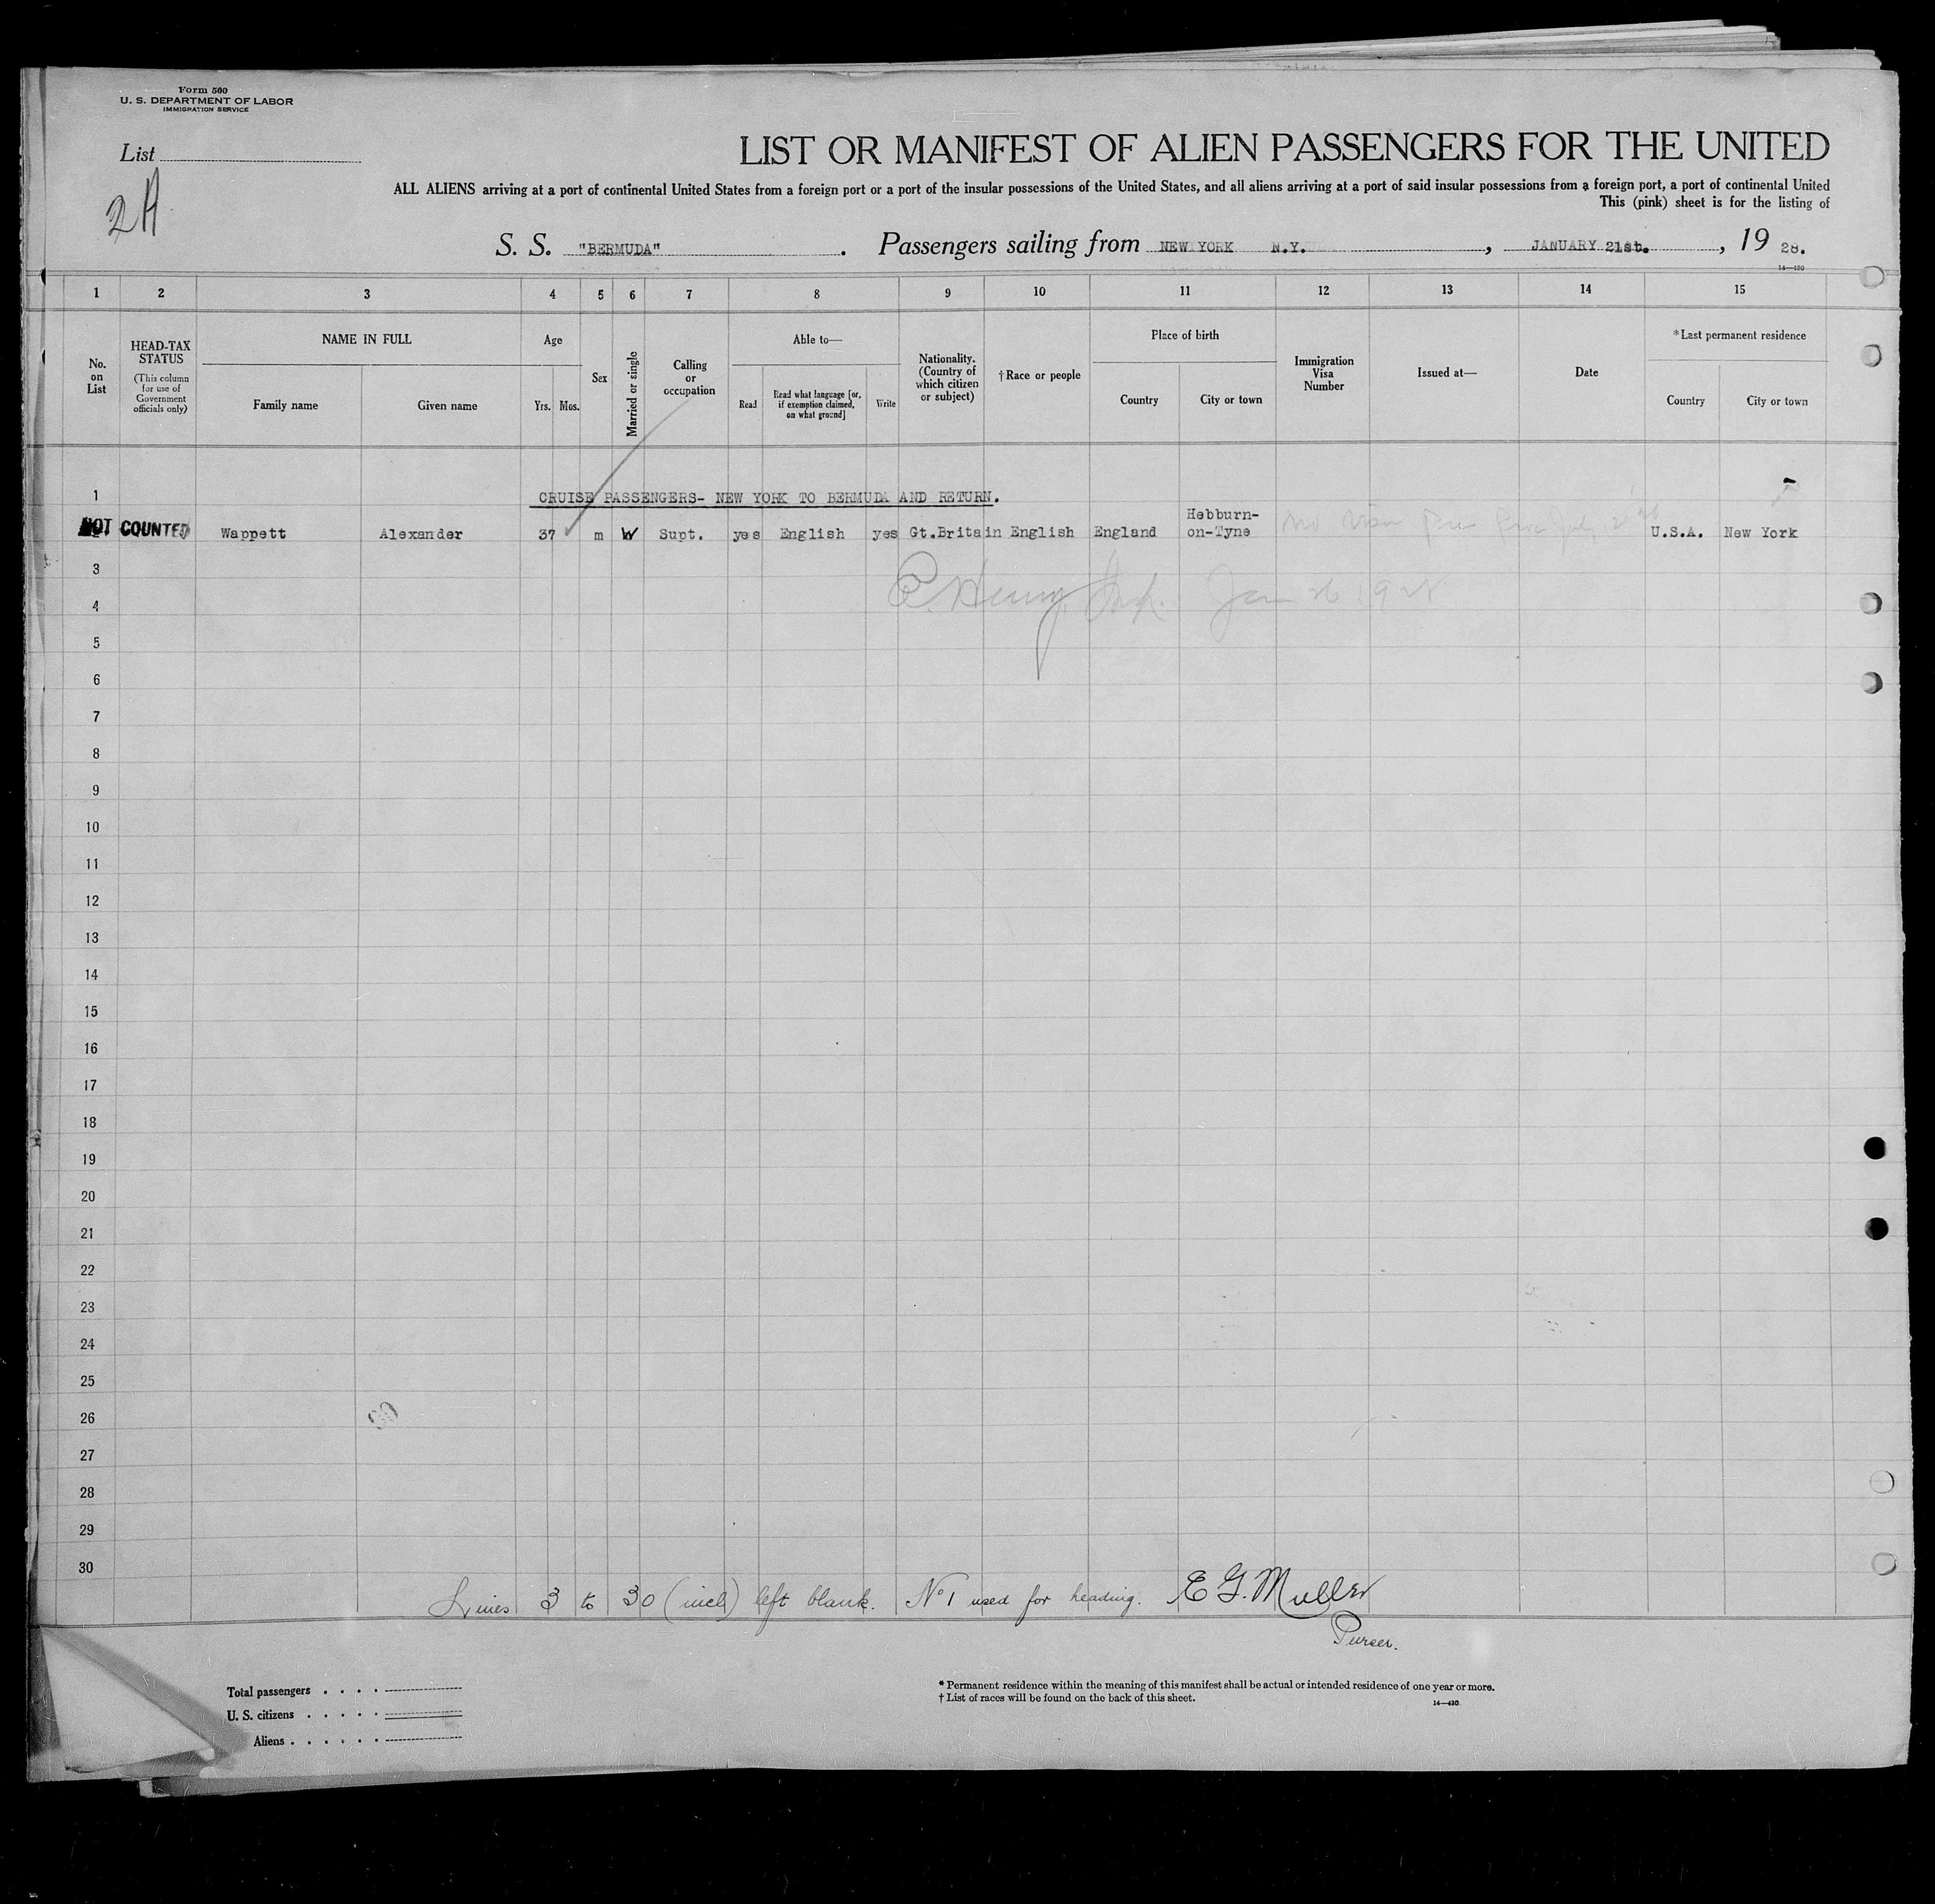 Form 500
U. S. DEPARTMENT OF LABOR
IMMIGRATION SERVICE
List
2A
LIST OR MANIFEST OF ALIEN PASSENGERS FOR THE UNITED
ALL ALIENS arriving at a port of continental United States from a foreign port or a port of the insular possessions of the United States, and all aliens arriving at a port of said insular possessions from a foreign port, a port of continental United
This (pink) sheet is for the listing of
S. S. "BERMUDA". Passengers sailing from NEW YORK N.Y., JANUARY 21st., 19 28.
14—430
1 2 3 4 5 6 7 8 9 10 11 12 13 14 15
No. on List
HEAD-TAX STATUS
(This column for use of Government officials only)
NAME IN FULL
Family name
Given name
Age
Yrs. Mos.
Sex
Married or single
Calling or occupation
Able to—
Read
Read what language [or, if exemption claimed, on what ground]
Write
Nationality. (Country of which citizen or subject)
†Race or people
Place of birth
Country
City or town
Immigration Visa Number
Issued at—
Date
*Last permanent residence
Country
City or town
1 CRUISE PASSENGERS- NEW YORK TO BERMUDA AND RETURN.
NOT COUNTED Wappett Alexander 37 m W Supt. yes English yes Gt.Britain English England Hebburn-on-Tyne No Visa U.S.A. New York
3
C. Henry Jan 26 1928
4
5
6
7
8
9
10
11
12
13
14
15
16
17
18
19
20
21
22
23
24
25
26
27
28
29
30
Lines 3 to 30 (incl) left blank. No 1 used for heading. E G. Muller
Purser.
Total passengers
U. S. citizens
Aliens
* Permanent residence within the meaning of this manifest shall be actual or intended residence of one year or more.
† List of races will be found on the back of this sheet.
14—430